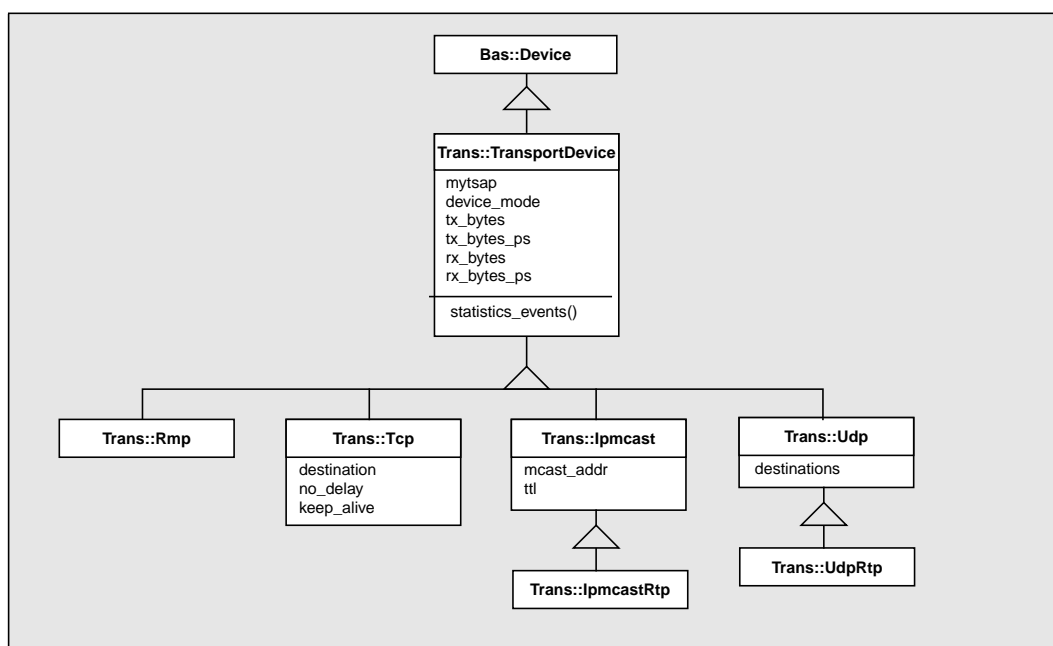 Bas::Device
Trans::TransportDevice
mytsap
device_mode
tx_bytes
tx_bytes_ps
rx_bytes
rx_bytes_ps
statistics_events()
Trans::Rmp
Trans::Tcp
destination
no_delay
keep_alive
Trans::Ipmcast
mcast_addr
ttl
Trans::IpmcastRtp
Trans::Udp
destinations
Trans::UdpRtp